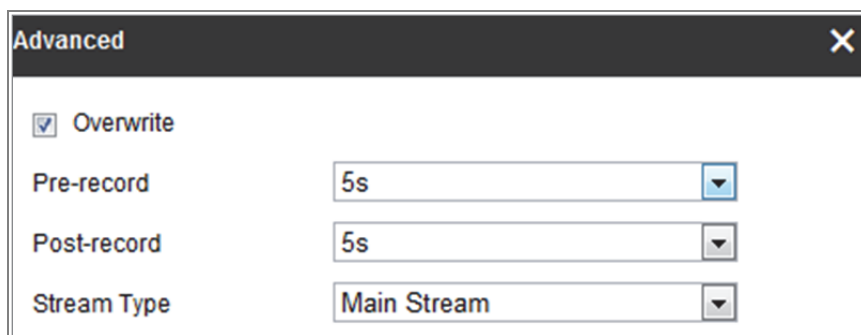 Advanced
Overwrite
Pre-record 5s
Post-record 5s
Stream Type Main Stream